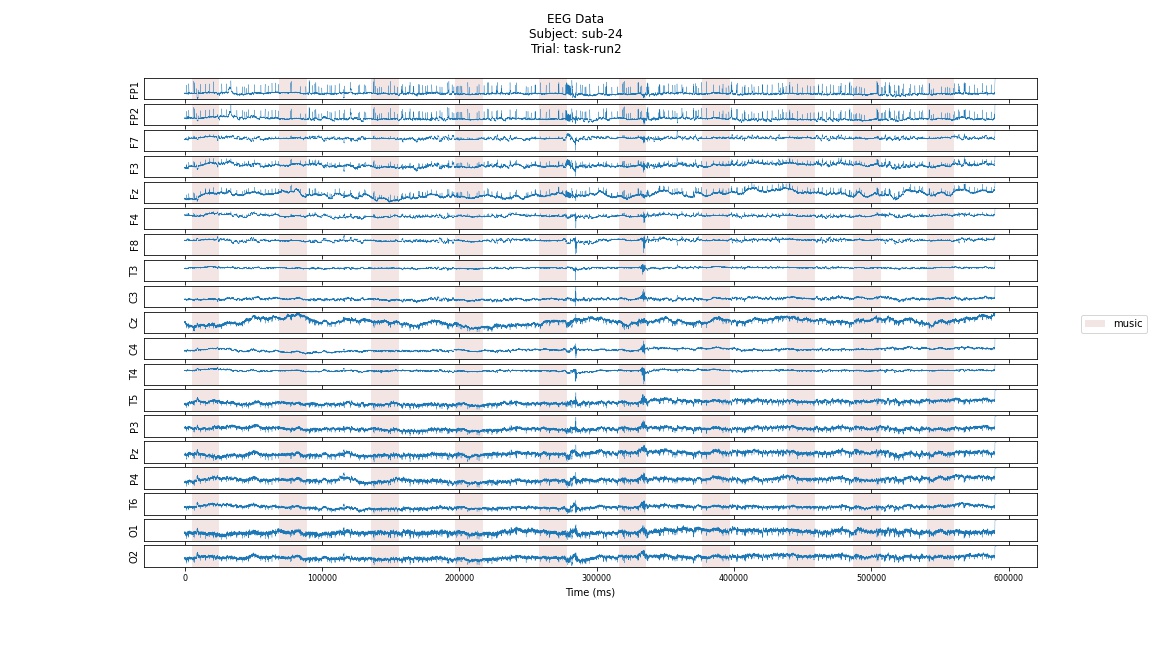 EEG Data
Subject: sub-24
Trial: task-run2
FP1
FP2
F7
F3
Fz
F4
F8
T3
C3
Cz
C4
T4
T5
P3
Pz
P4
T6
O1
O2
music
0 100000 200000 300000 400000 500000 600000
Time (ms)